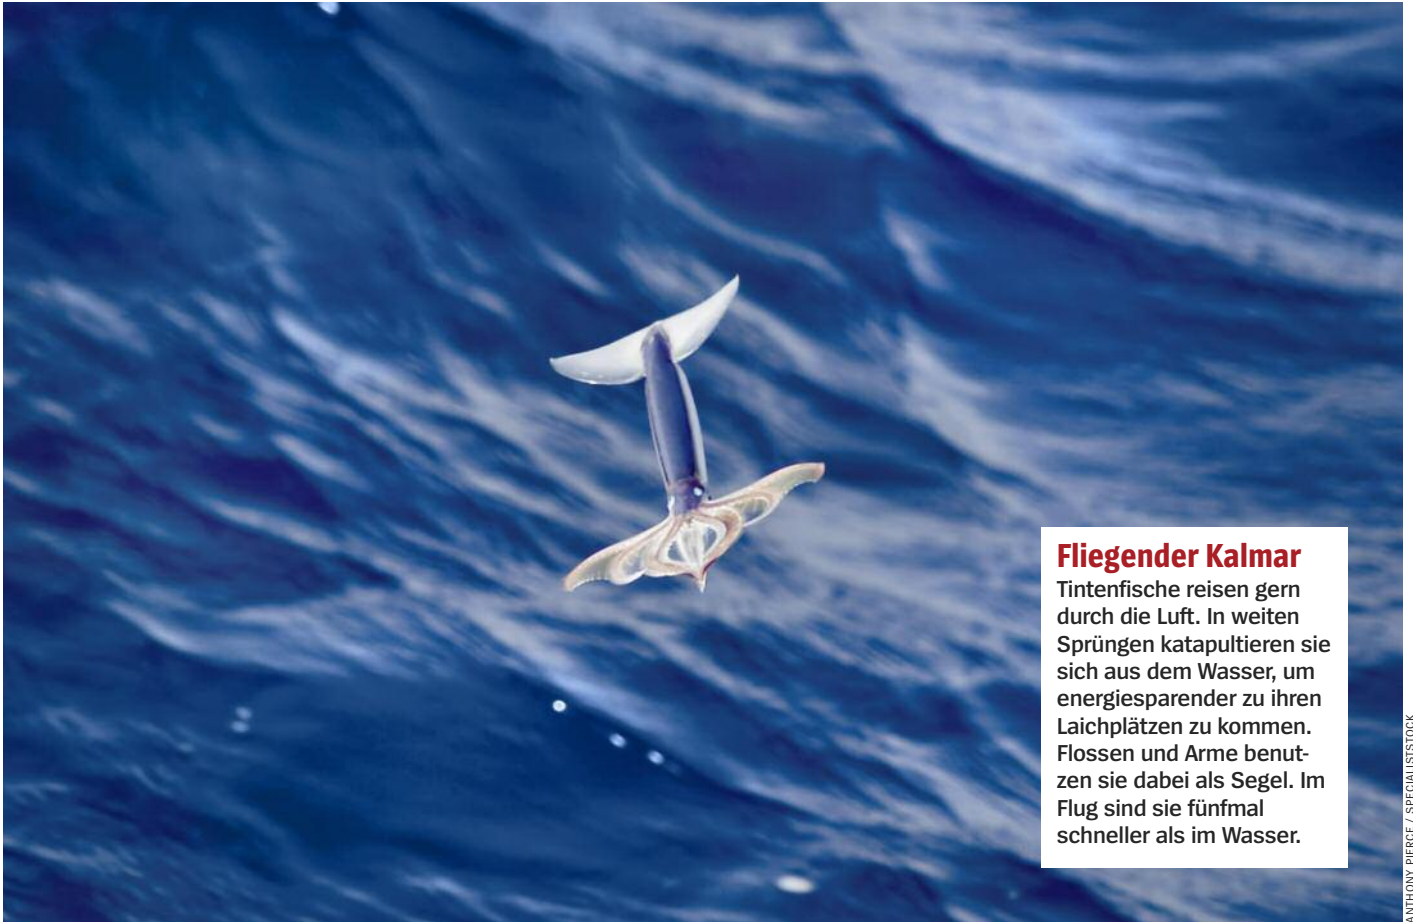 Fliegender Kalmar
Tintenfische reisen gern
durch die Luft. In weiten
Sprüngen katapultieren sie
sich aus dem Wasser, um
energiesparender zu ihren
Laichplätzen zu kommen.
Flossen und Arme benut-
zen sie dabei als Segel. Im
Flug sind sie fünfmal
schneller als im Wasser.
ANTHONY PIERCE / SPECIALISTSTOCK